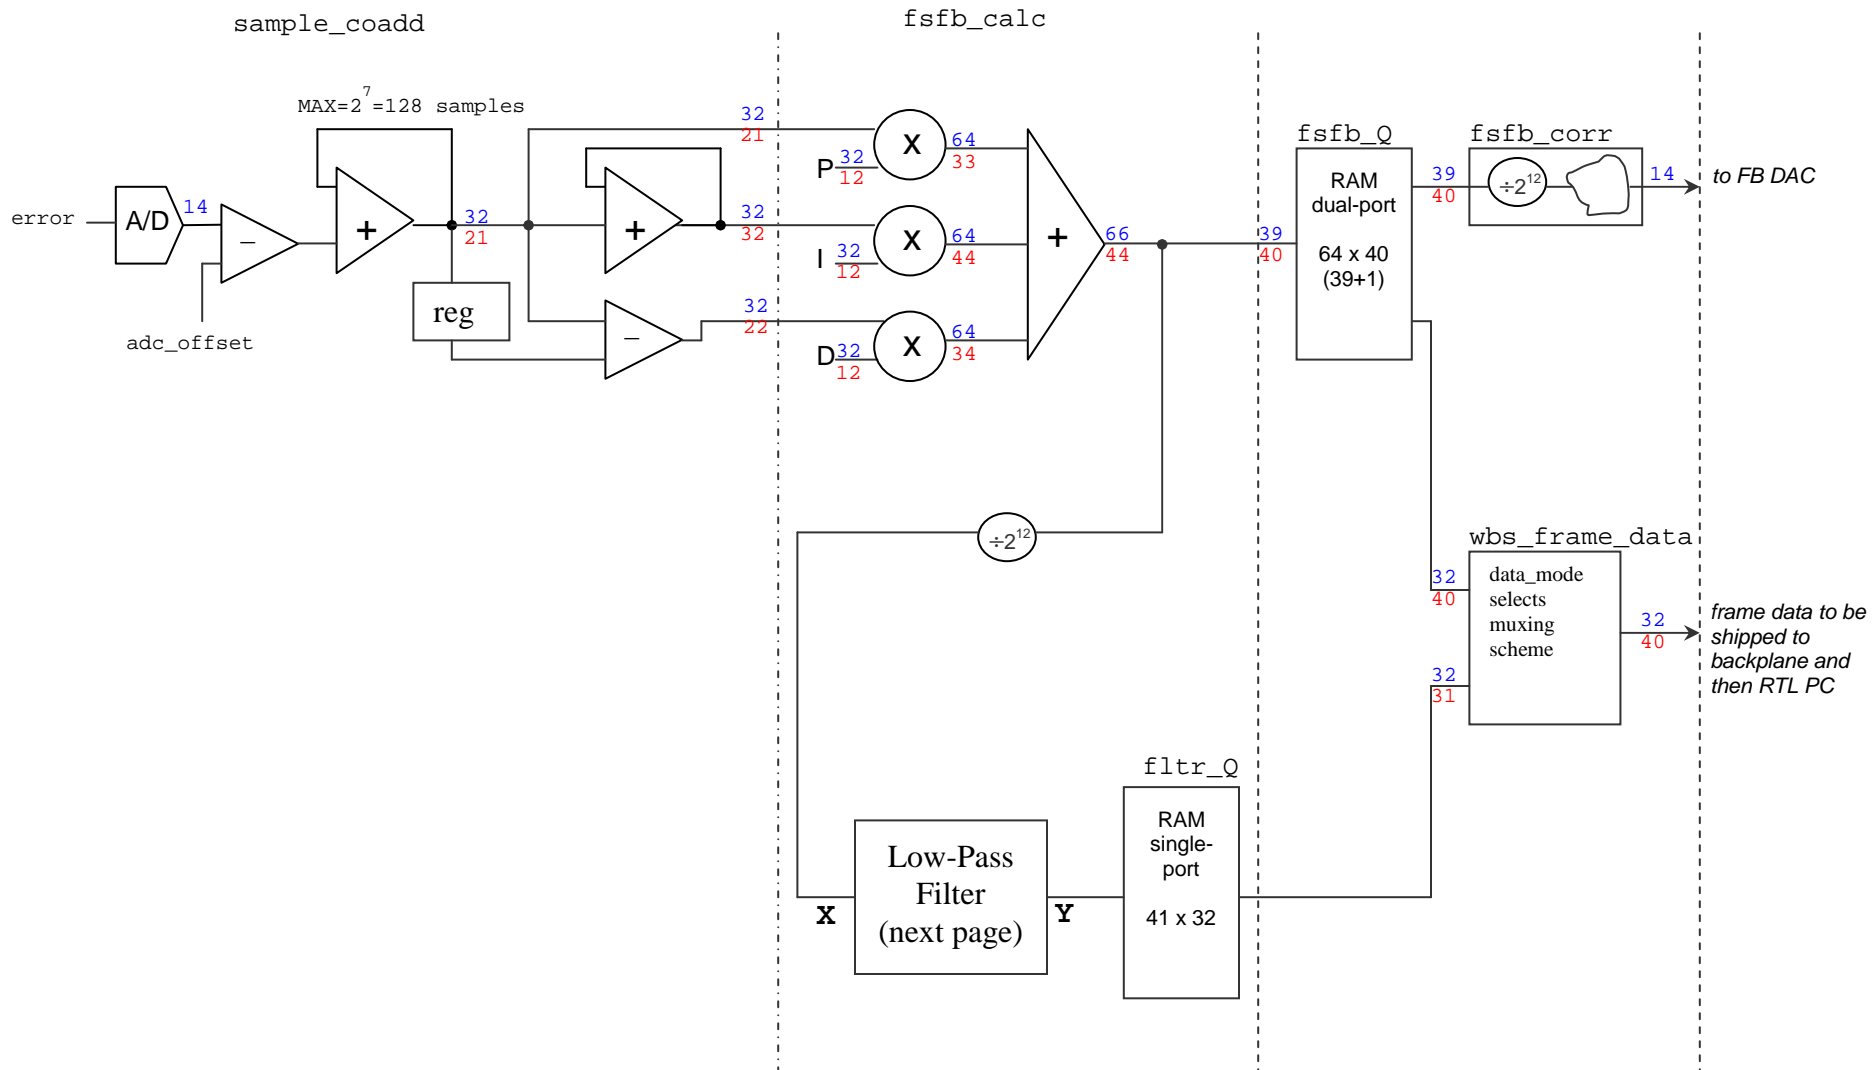 sample_coadd
fsfb_calc
MAX=2^7=128 samples
error
A/D
14
−
adc_offset
+
32
21
reg
+
−
32
21
32
32
32
22
P
32
12
I
32
12
D
32
12
X
X
X
64
33
64
44
64
34
+
66
44
39
40
fsfb_Q
RAM
dual-port
64 x 40
(39+1)
39
40
fsfb_corr
÷2^12
14
to FB DAC
÷2^12
wbs_frame_data
data_mode
selects
muxing
scheme
32
40
32
31
32
40
frame data to be
shipped to
backplane and
then RTL PC
X
Low-Pass
Filter
(next page)
Y
fltr_Q
RAM
single-
port
41 x 32